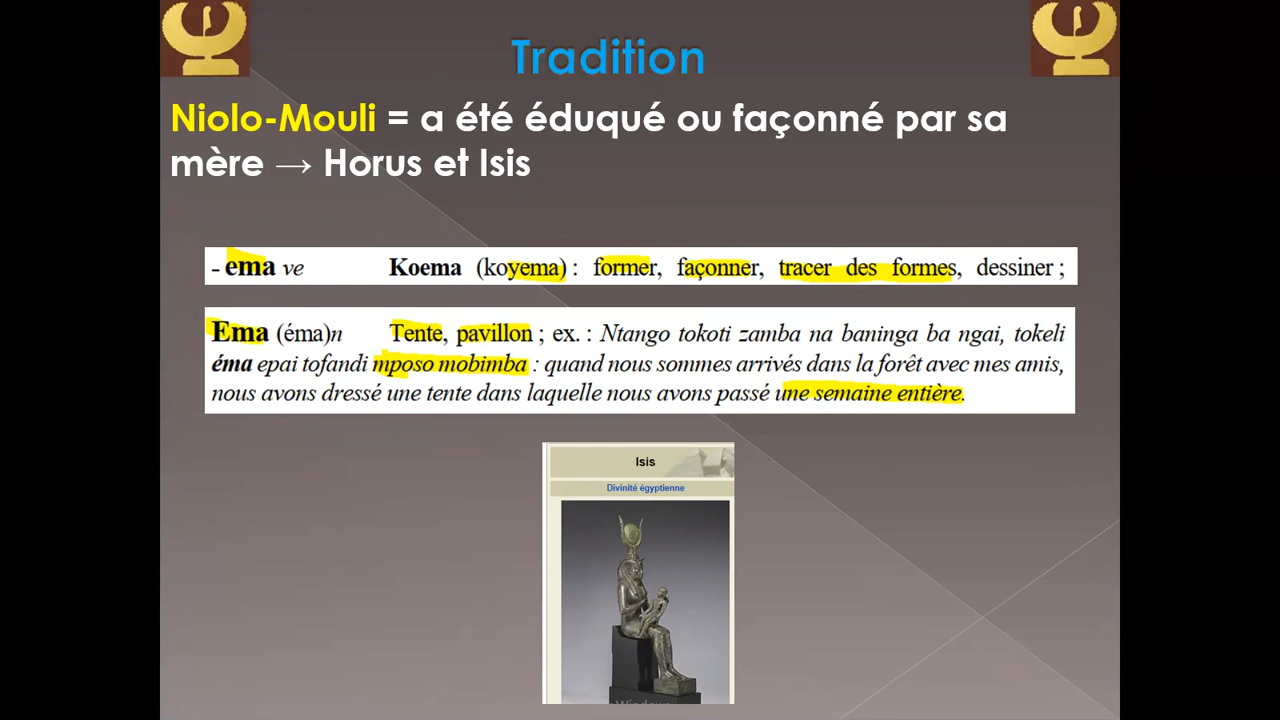 Tradition
Niolo-Mouli = a été éduqué ou façonné par sa
mère → Horus et Isis
- ema ve Koema (koyema) : former, façonner, tracer des formes, dessiner ;
Ema (éma)n Tente, pavillon ; ex. : Ntango tokoti zamba na baninga ba ngai, tokeli
éma epai tofandi mposo mobimba : quand nous sommes arrivés dans la forêt avec mes amis,
nous avons dressé une tente dans laquelle nous avons passé une semaine entière.
Isis
Divinité égyptienne